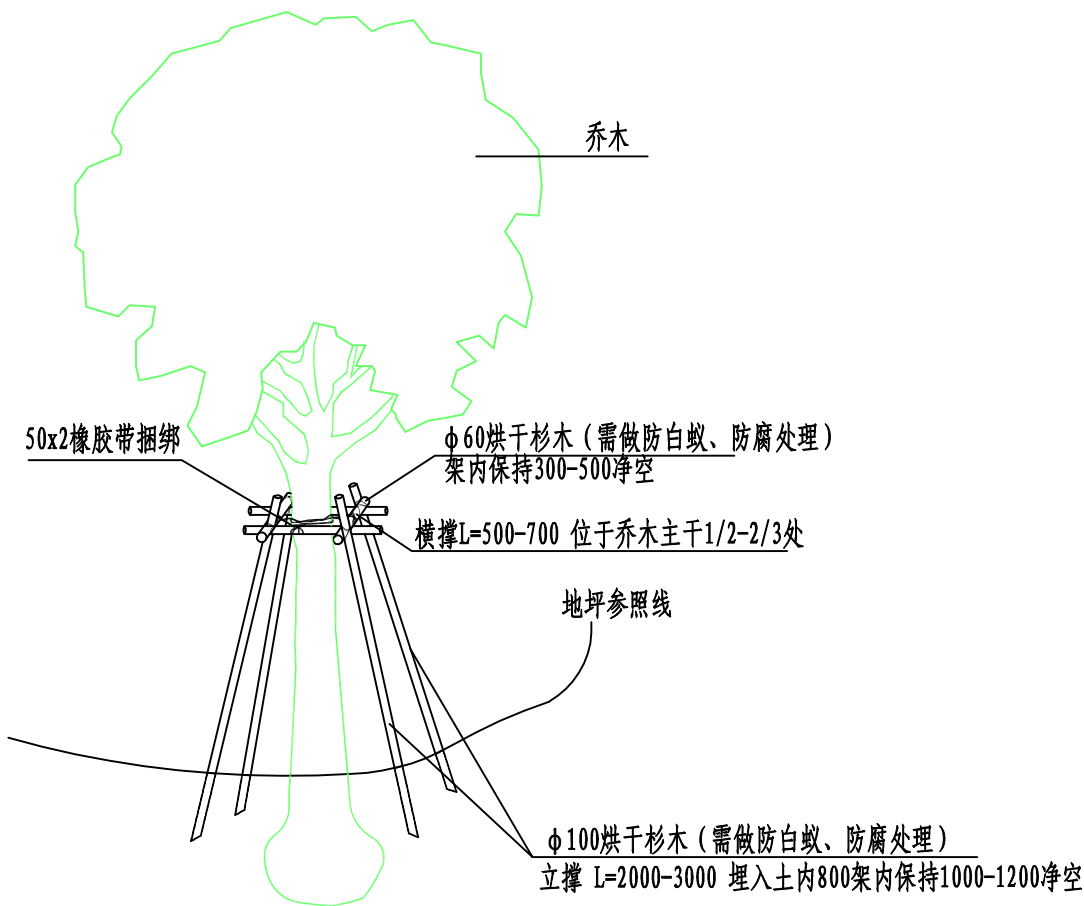 乔木
50x2橡胶带捆绑
ф60烘干杉木（需做防白蚁、防腐处理）
架内保持300-500净空
横撑L=500-700 位于乔木主干1/2-2/3处
地坪参照线
ф100烘干杉木（需做防白蚁、防腐处理）
立撑 L=2000-3000 埋入土内800架内保持1000-1200净空